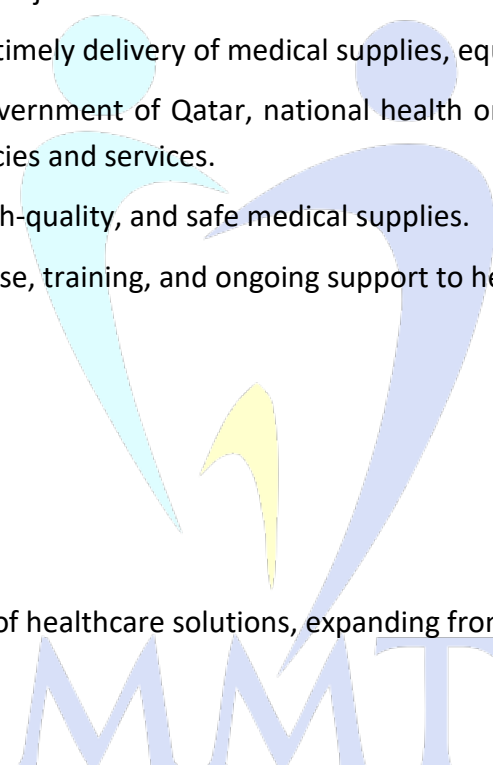 timely delivery of medical supplies, equ
vernment of Qatar, national health or
cies and services.
h-quality, and safe medical supplies.
se, training, and ongoing support to he
of healthcare solutions, expanding from
MMT